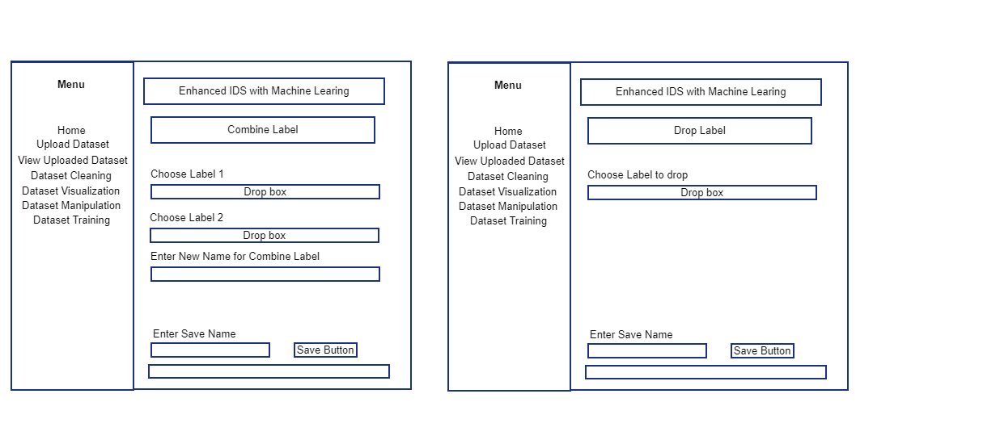 Menu
Home
Upload Dataset
View Uploaded Dataset
Dataset Cleaning
Dataset Visualization
Dataset Manipulation
Dataset Training
Enhanced IDS with Machine Learing
Combine Label
Choose Label 1
Drop box
Choose Label 2
Drop box
Enter New Name for Combine Label
Enter Save Name
Save Button
Menu
Home
Upload Dataset
View Uploaded Dataset
Dataset Cleaning
Dataset Visualization
Dataset Manipulation
Dataset Training
Enhanced IDS with Machine Learing
Drop Label
Choose Label to drop
Drop box
Enter Save Name
Save Button